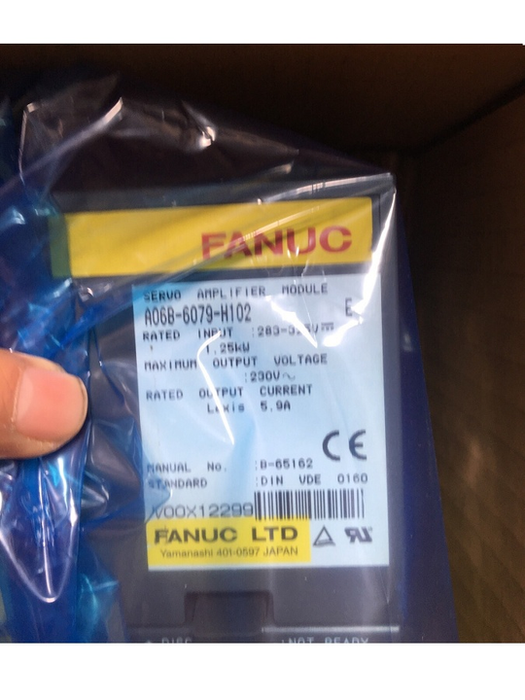 FANUC
SERVO AMPLIFIER MODULE
A06B-6079-H102 E
RATED INPUT
1.25kW
MAXIMUM OUTPUT VOLTAGE
:230V~
RATED OUTPUT CURRENT
5.9A
CE
MANUAL No. :B-65162
STANDARD :DIN VDE 0160
V00X12299
FANUC LTD
Yamanashi 401-0597 JAPAN
:NOT READY